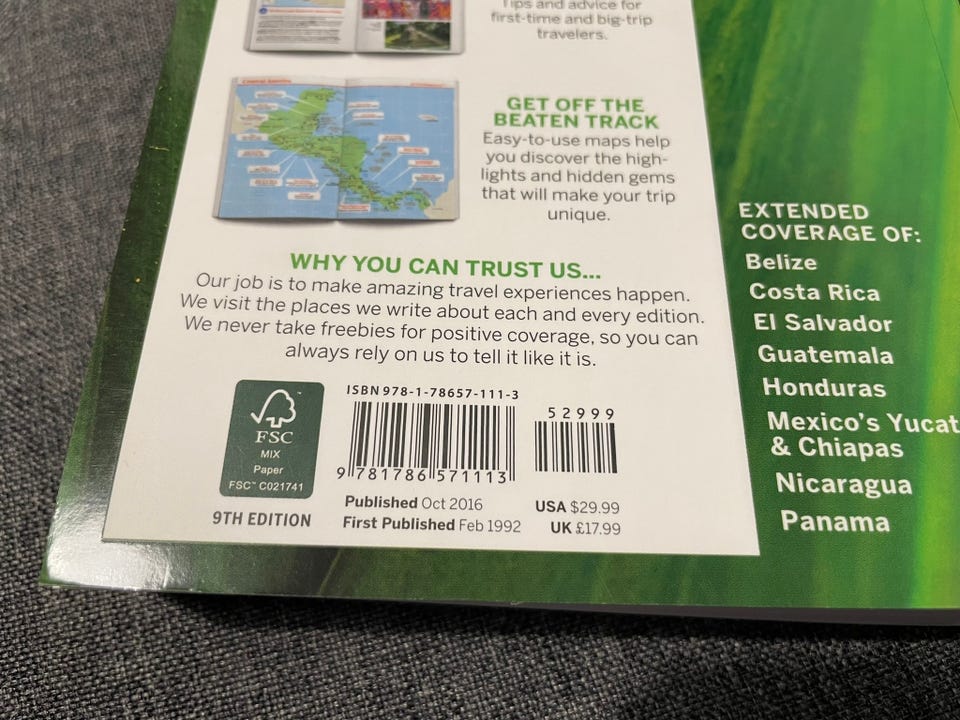 Tips and advice for
first-time and big-trip
travelers.
Central America
GET OFF THE
BEATEN TRACK
Easy-to-use maps help
you discover the high-
lights and hidden gems
that will make your trip
unique.
WHY YOU CAN TRUST US...
Our job is to make amazing travel experiences happen.
We visit the places we write about each and every edition.
We never take freebies for positive coverage, so you can
always rely on us to tell it like it is.
FSC
MIX
Paper
FSC™ C021741
9TH EDITION
ISBN 978-1-78657-111-3
9 781786 571113
52999
Published Oct 2016
First Published Feb 1992
USA $29.99
UK £17.99
EXTENDED
COVERAGE OF:
Belize
Costa Rica
El Salvador
Guatemala
Honduras
Mexico's Yucat
& Chiapas
Nicaragua
Panama